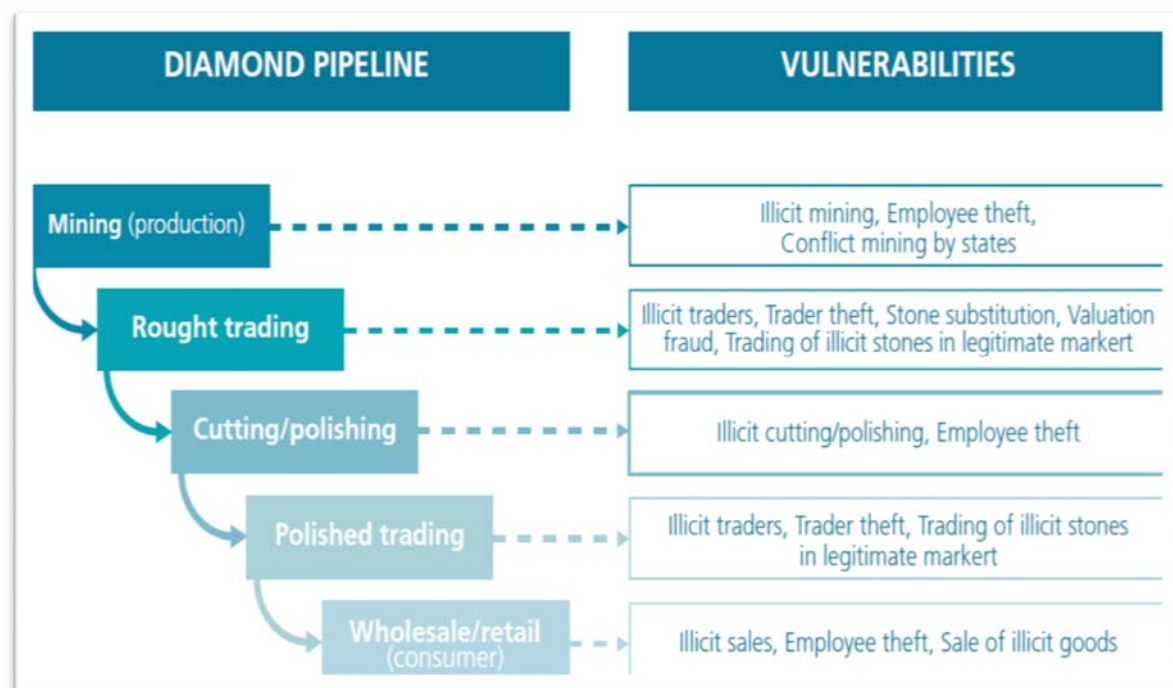 DIAMOND PIPELINE
VULNERABILITIES
Mining (production)
Illicit mining, Employee theft,
Conflict mining by states
Rought trading
Illicit traders, Trader theft, Stone substitution, Valuation
fraud, Trading of illicit stones in legitimate markert
Cutting/polishing
Illicit cutting/polishing, Employee theft
Polished trading
Illicit traders, Trader theft, Trading of illicit stones
in legitimate markert
Wholesale/retail
(consumer)
Illicit sales, Employee theft, Sale of illicit goods